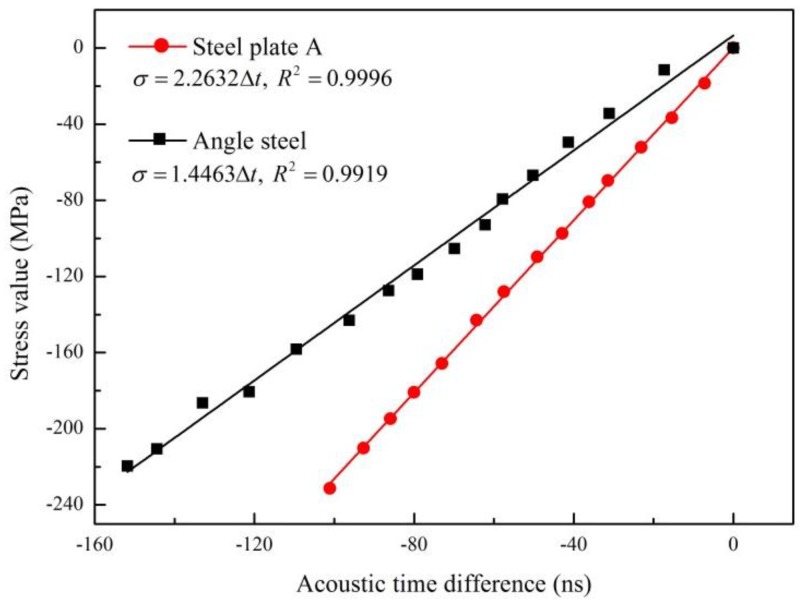 Steel plate A
σ = 2.2632Δt, R² = 0.9996
Angle steel
σ = 1.4463Δt, R² = 0.9919
Stress value (MPa)
0
-40
-80
-120
-160
-200
-240
-160 -120 -80 -40 0
Acoustic time difference (ns)